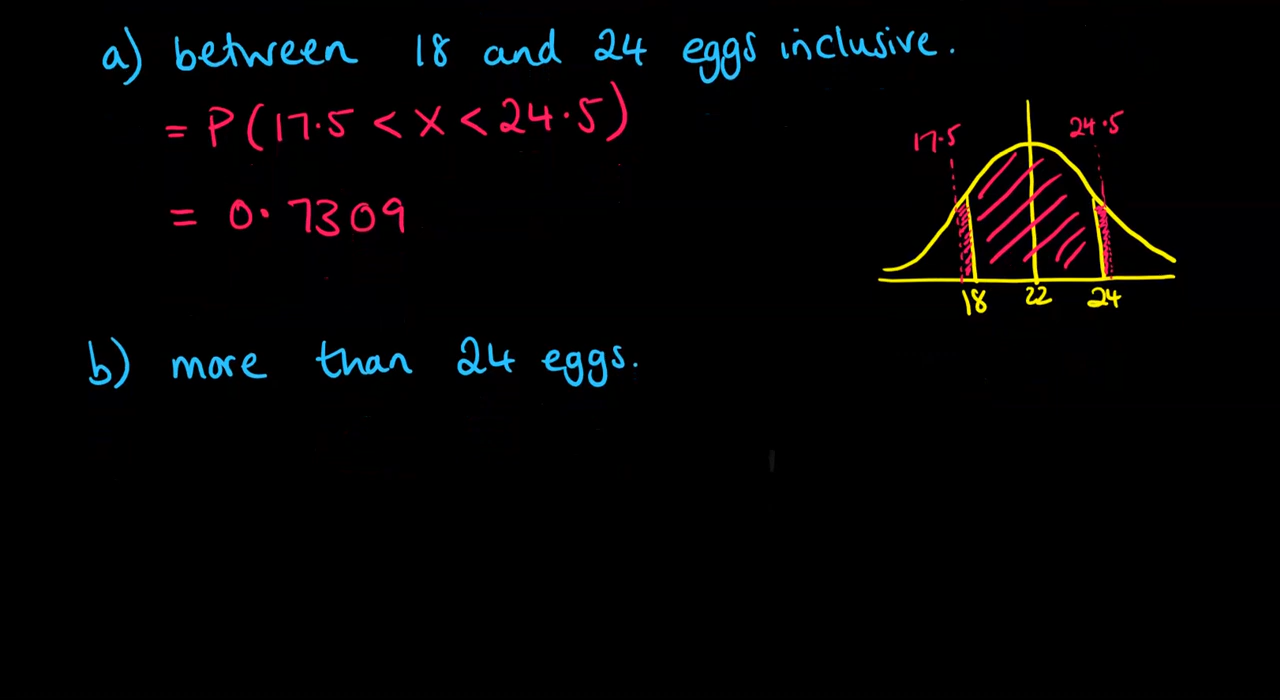 a) between 18 and 24 eggs inclusive.
= P(17.5 < X < 24.5)
= 0.7309
17.5
24.5
18 22 24
b) more than 24 eggs.